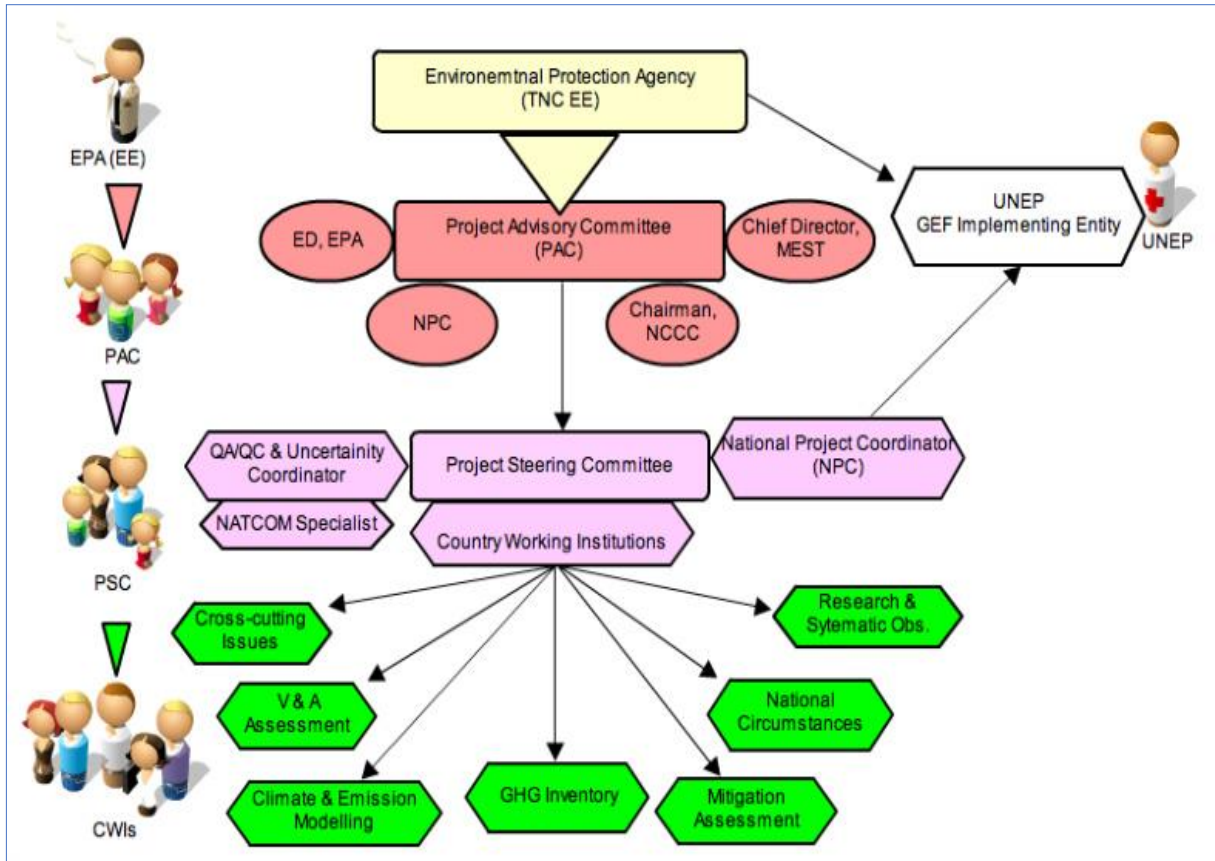 EPA (EE)
PAC
PSC
CWIs
Environemtnal Protection Agency
(TNC EE)
UNEP
GEF Implementing Entity
UNEP
ED, EPA
Project Advisory Committee
(PAC)
Chief Director,
MEST
NPC
Chairman,
NCCC
QA/QC & Uncertainity
Coordinator
Project Steering Committee
National Project Coordinator
(NPC)
NATCOM Specialist
Country Working Institutions
Cross-cutting
Issues
Research &
Sytematic Obs.
V & A
Assessment
National
Circumstances
Climate & Emission
Modelling
GHG Inventory
Mitigation
Assessment